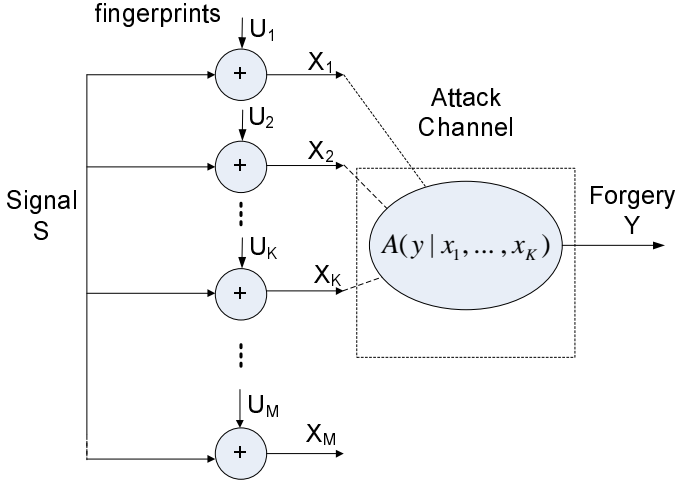 fingerprints
U1
+
X1
Attack
Channel
U2
+
X2
Signal
S
Forgery
Y
UK
+
XK
A(y | x1, ... , xK)
UM
+
XM